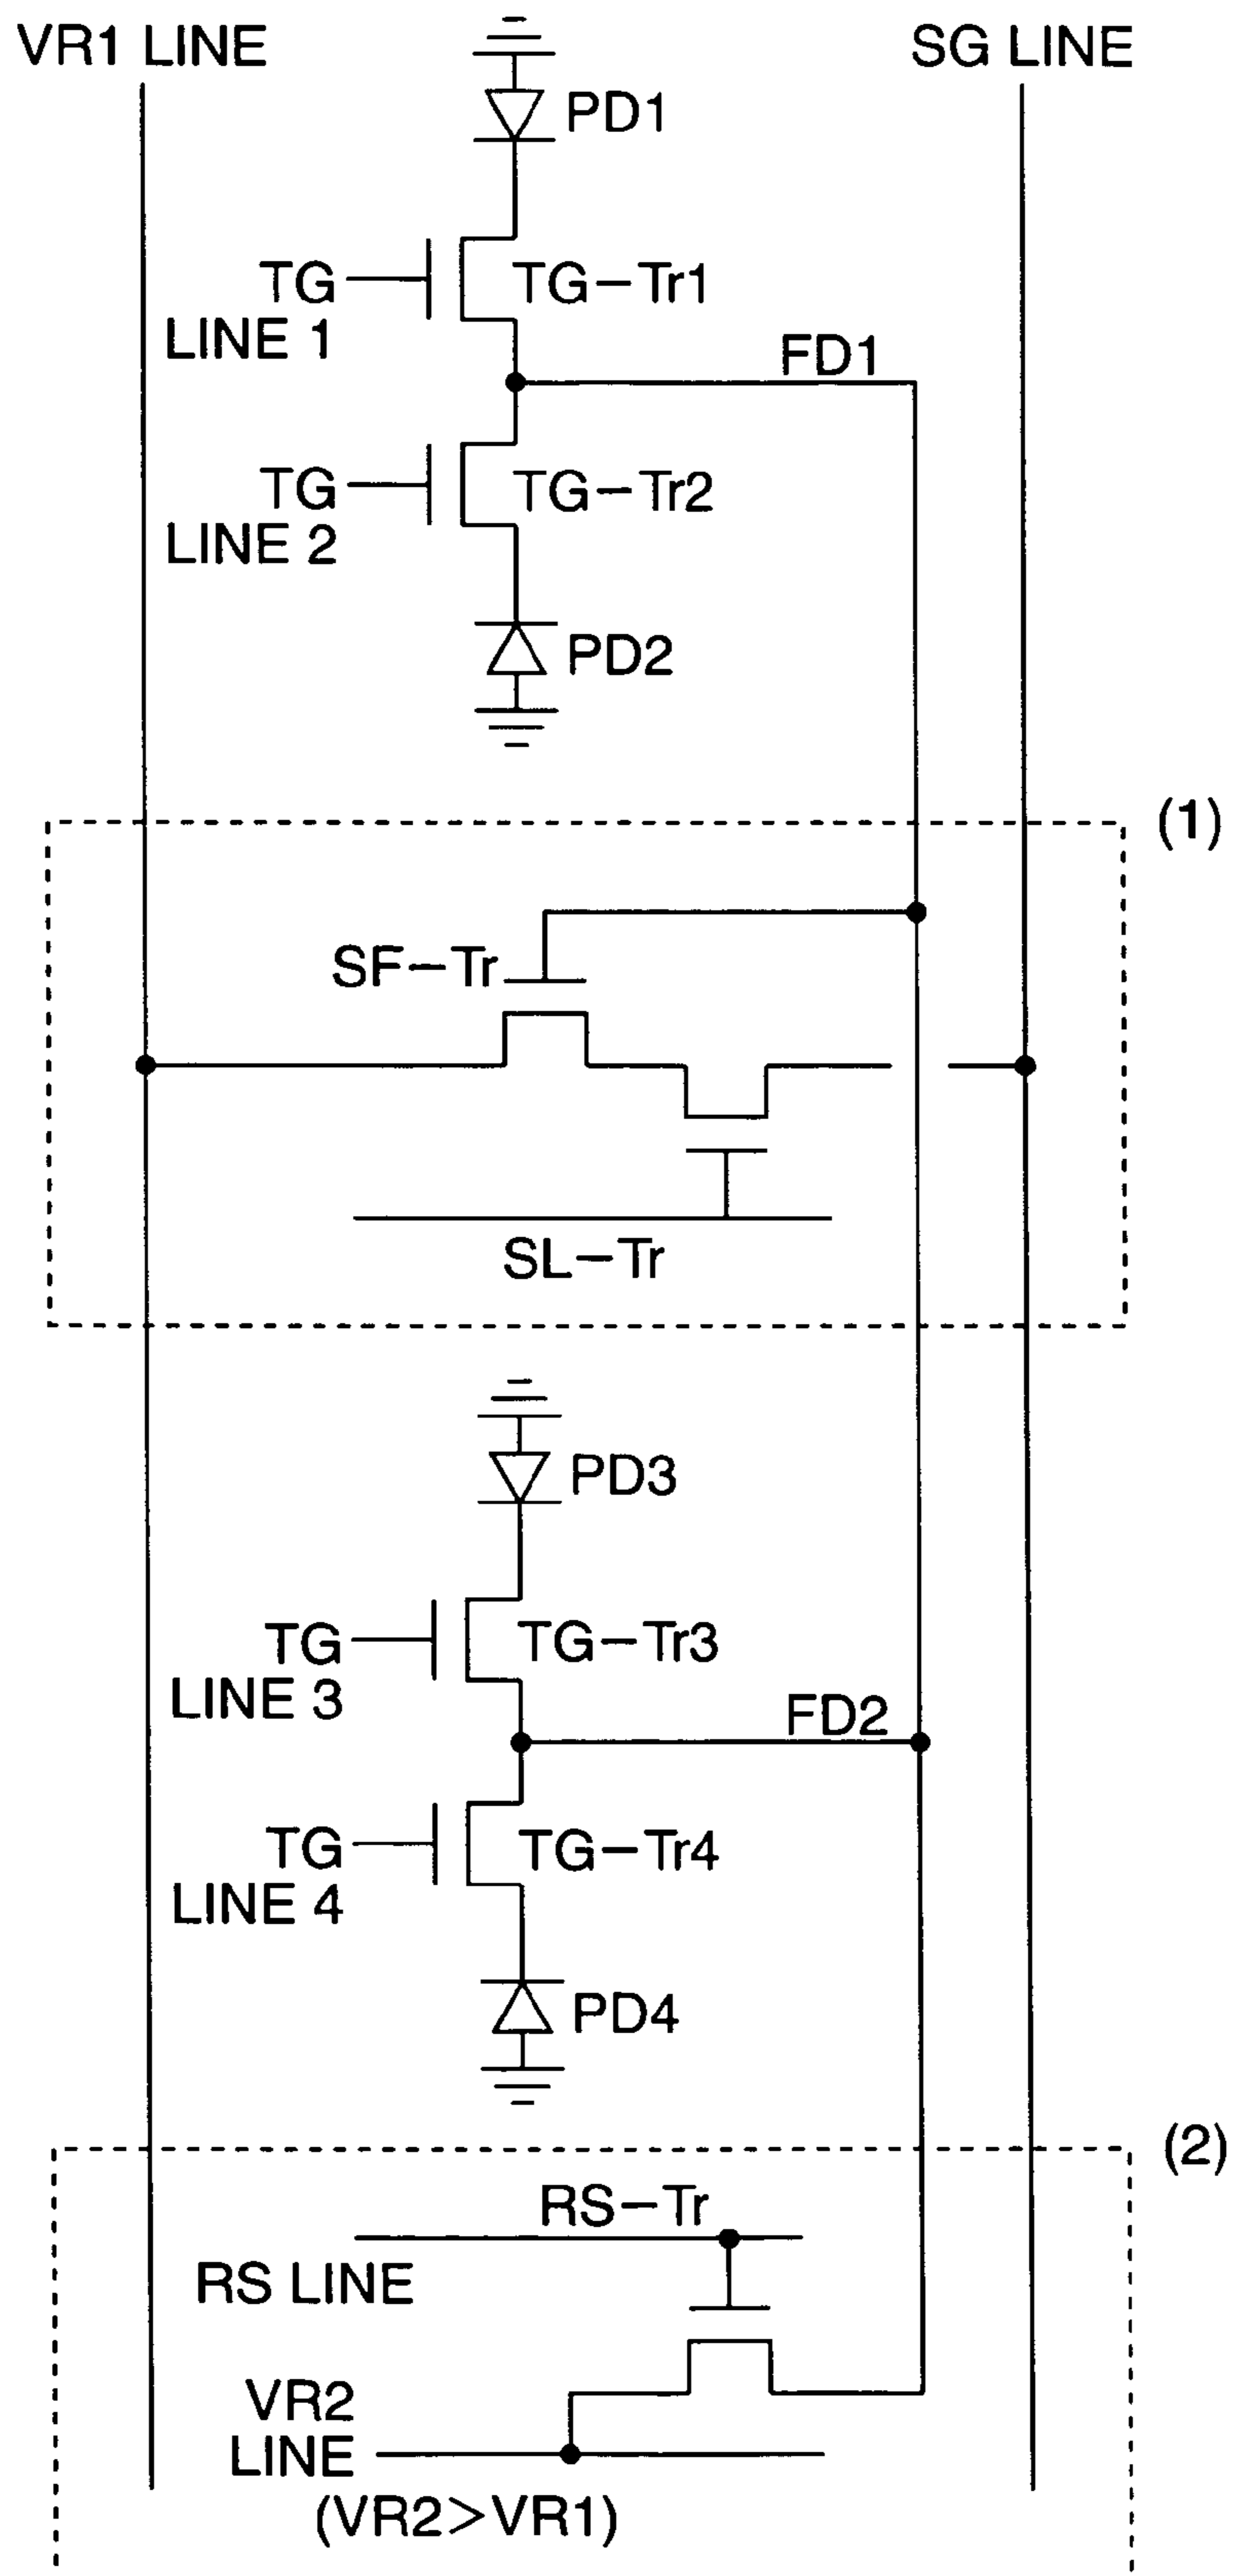 VR1 LINE
SG LINE
PD1
TG
LINE 1
TG-Tr1
FD1
TG
LINE 2
TG-Tr2
PD2
(1)
SF-Tr
SL-Tr
PD3
TG
LINE 3
TG-Tr3
FD2
TG
LINE 4
TG-Tr4
PD4
(2)
RS-Tr
RS LINE
VR2
LINE
(VR2>VR1)